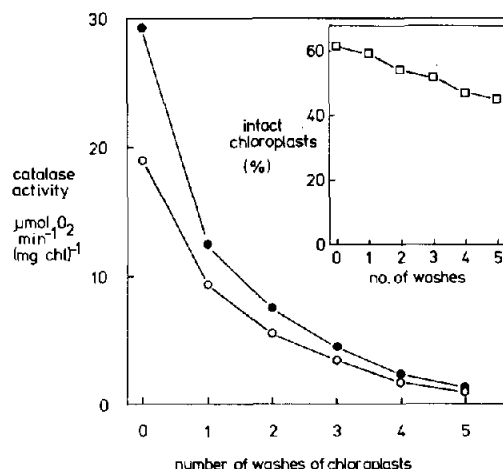 30
20
10
0
catalase
activity
μmol O2
min-1
(mg chl)-1
0 1 2 3 4 5
number of washes of chloroplasts
60
40
20
0
intact
chloroplasts
(%)
0 1 2 3 4 5
no. of washes